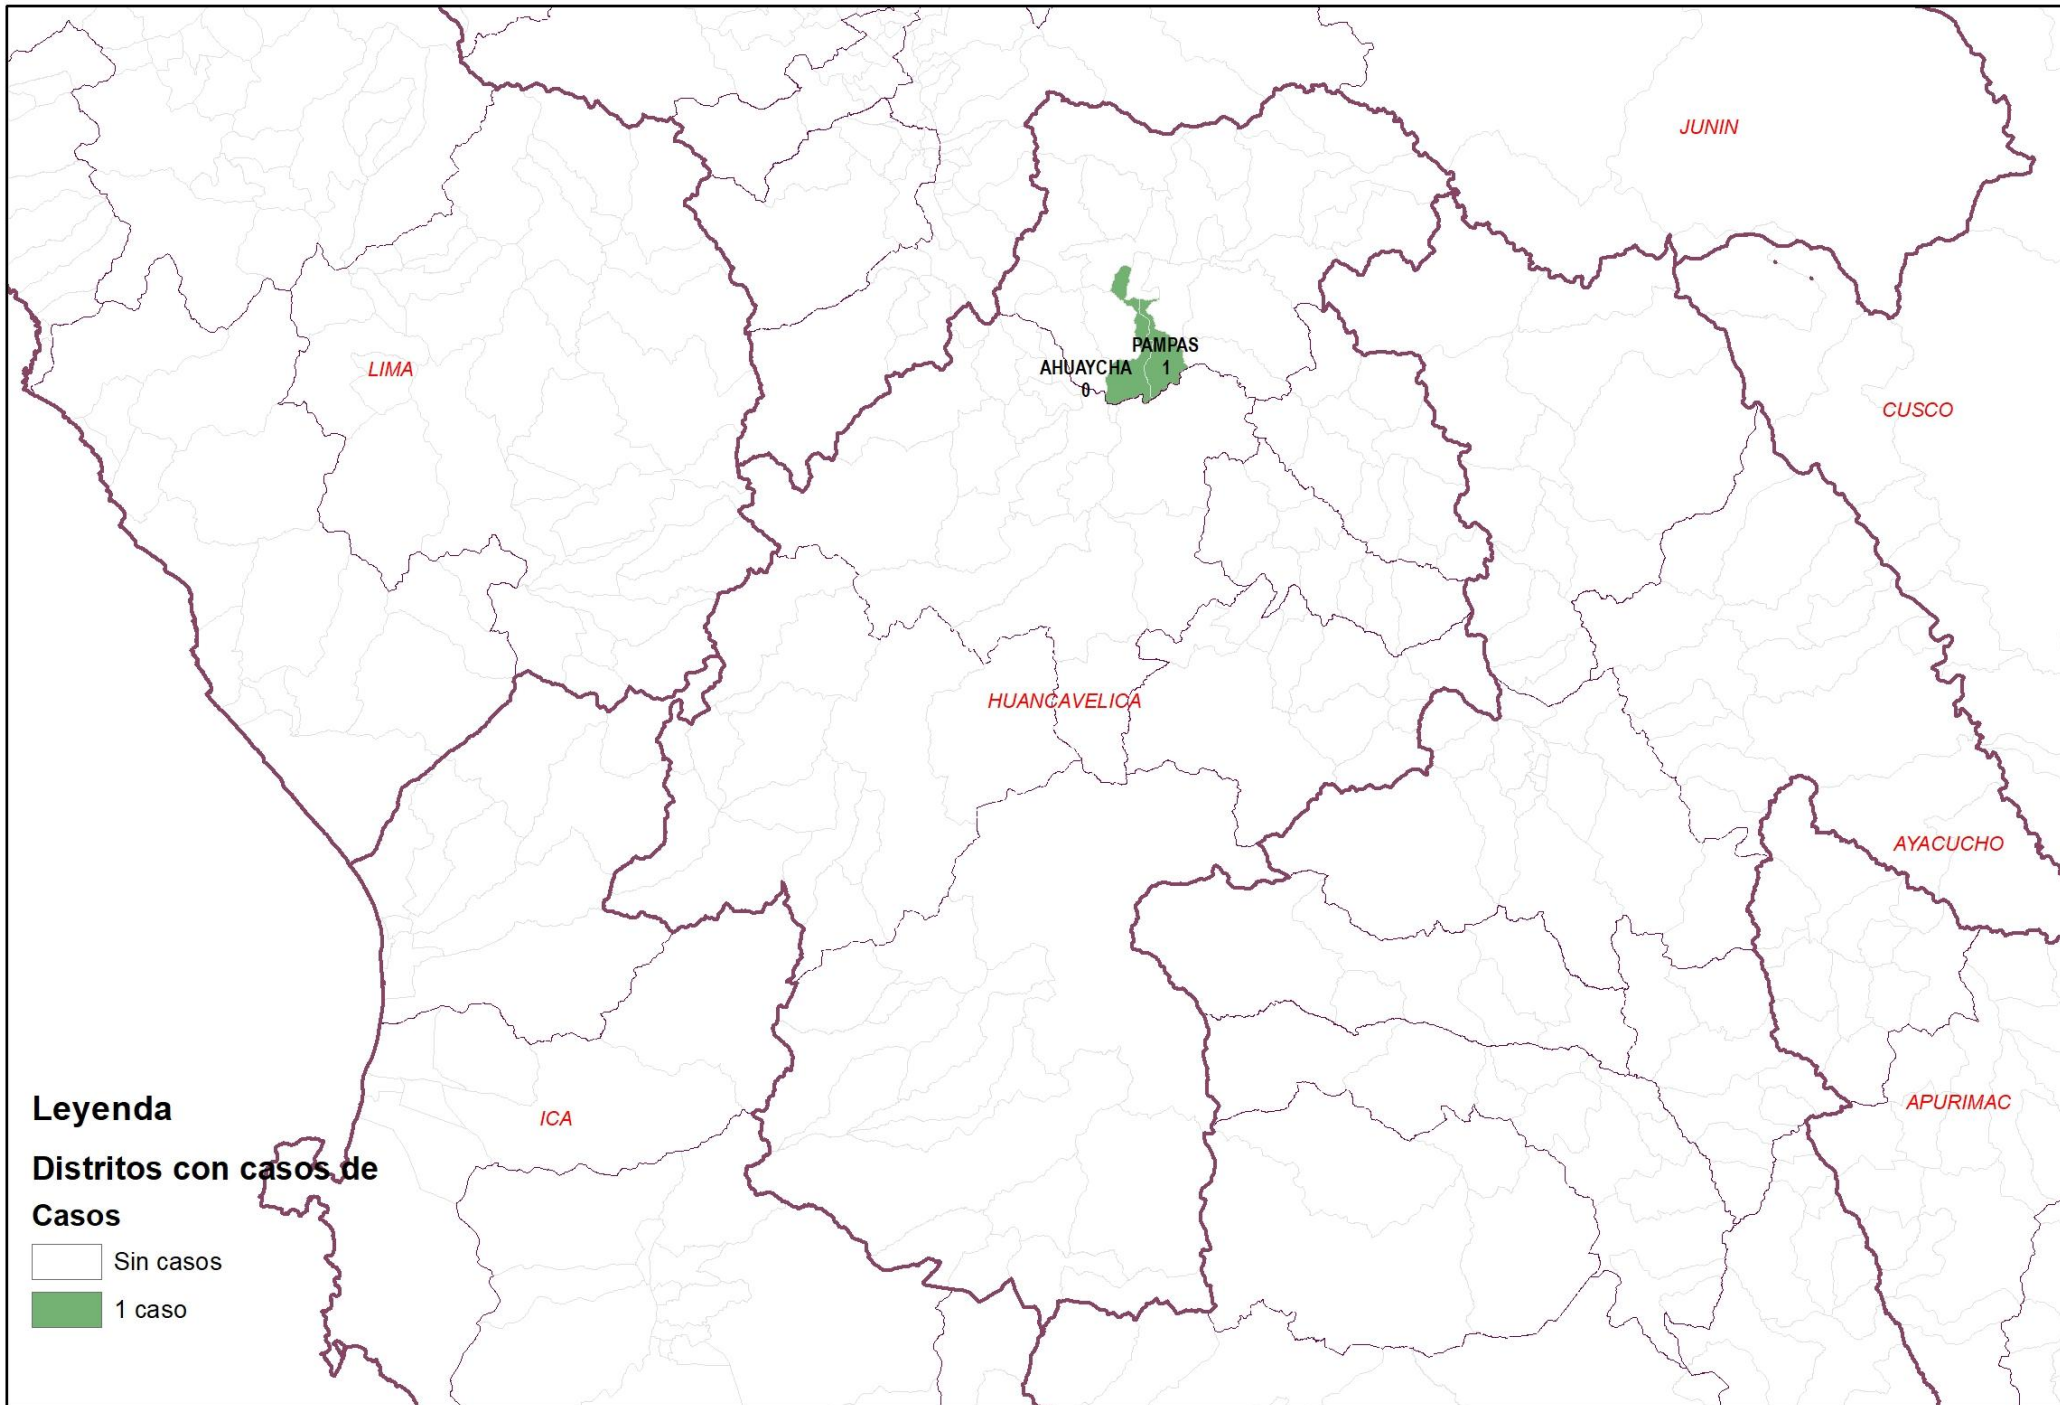 JUNIN
PAMPAS
1
AHUAYCHA
0
LIMA
CUSCO
HUANCAVELICA
AYACUCHO
APURIMAC
ICA
Leyenda
Distritos con casos de
Casos
Sin casos
1 caso